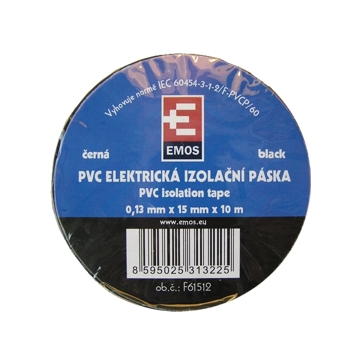 Vyhovuje normě IEC 60454-3-1-2/F-PVCP/60
EMOS
černá black
PVC ELEKTRICKÁ IZOLAČNÍ PÁSKA
PVC isolation tape
0,13 mm x 15 mm x 10 m
www.emos.eu
8 595025 313225
ob.č.: F61512